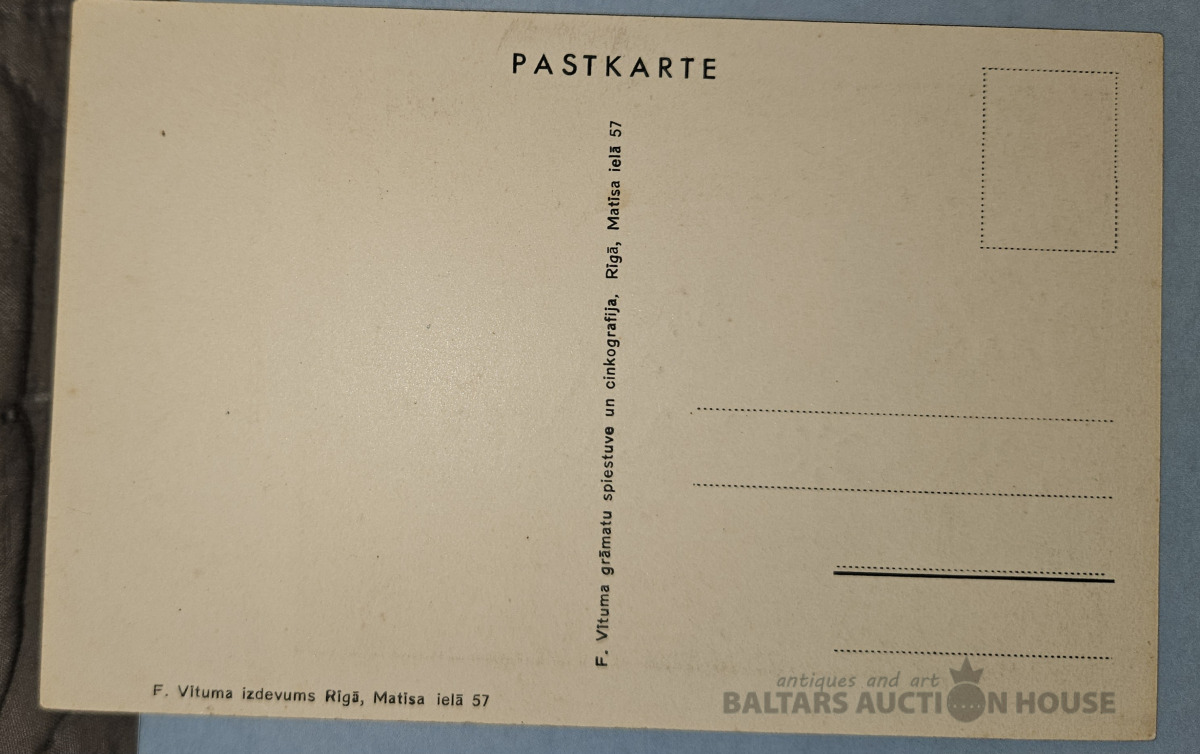 PASTKARTE
F. Vītuma grāmatu spiestuve un cinkografija, Rīgā, Matīsa ielā 57
F. Vītuma izdevums Rīgā, Matīsa ielā 57
antiques and art
BALTARS AUCTION HOUSE